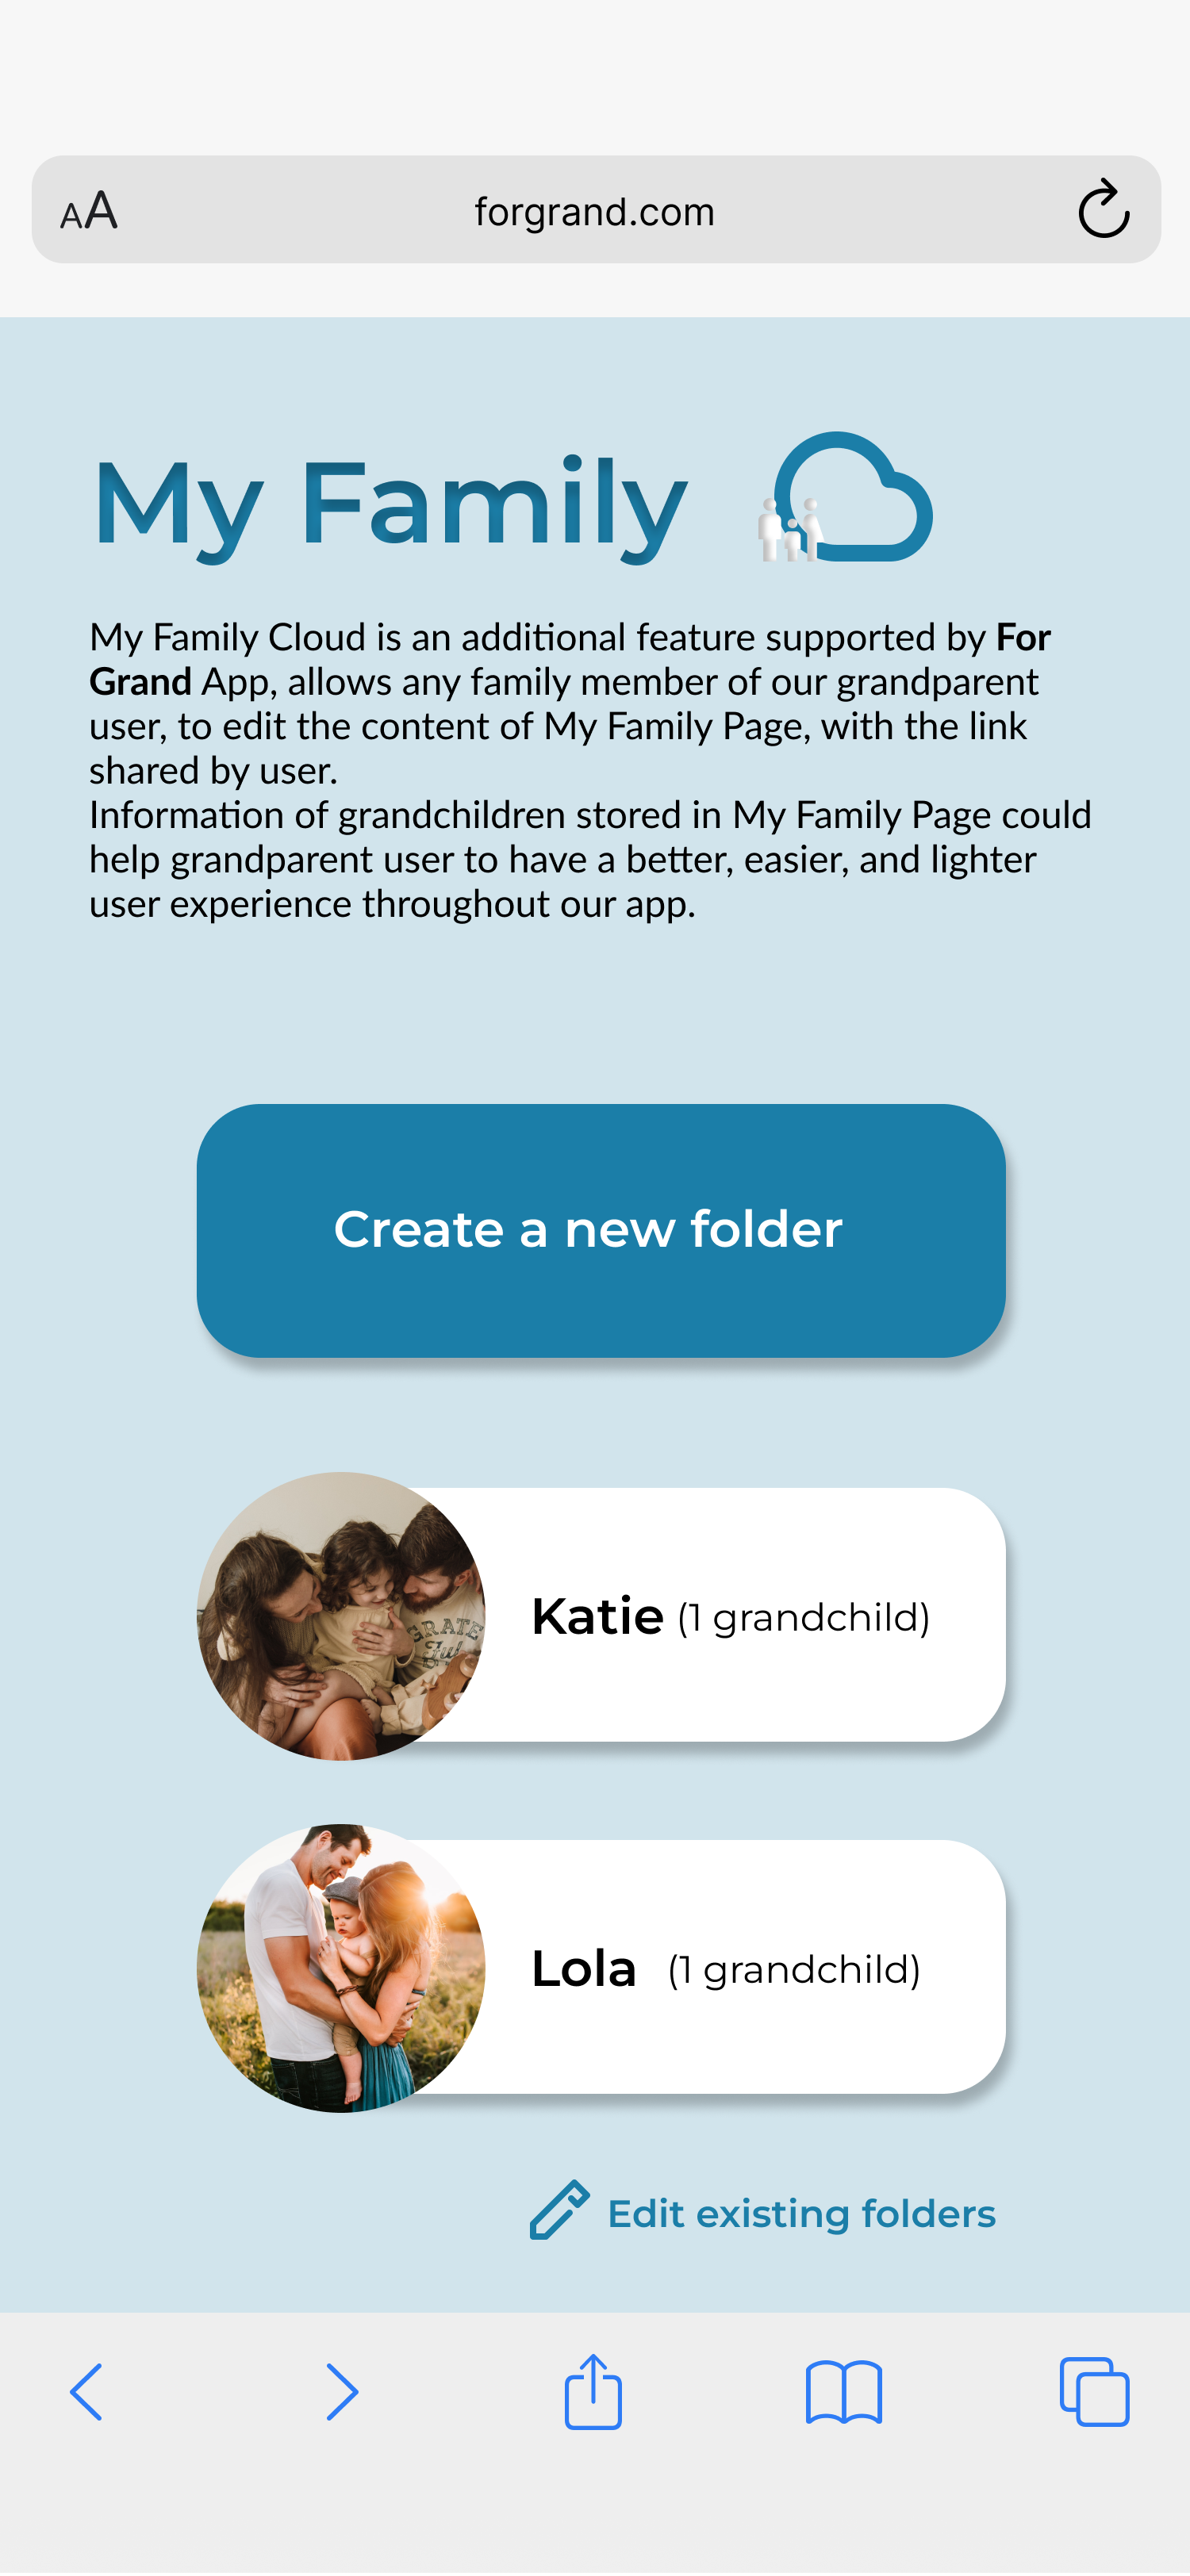 AA
forgrand.com
My Family
My Family Cloud is an additional feature supported by For
Grand App, allows any family member of our grandparent
user, to edit the content of My Family Page, with the link
shared by user.
Information of grandchildren stored in My Family Page could
help grandparent user to have a better, easier, and lighter
user experience throughout our app.
Create a new folder
GRATE
Ful
Katie (1 grandchild)
Lola (1 grandchild)
Edit existing folders